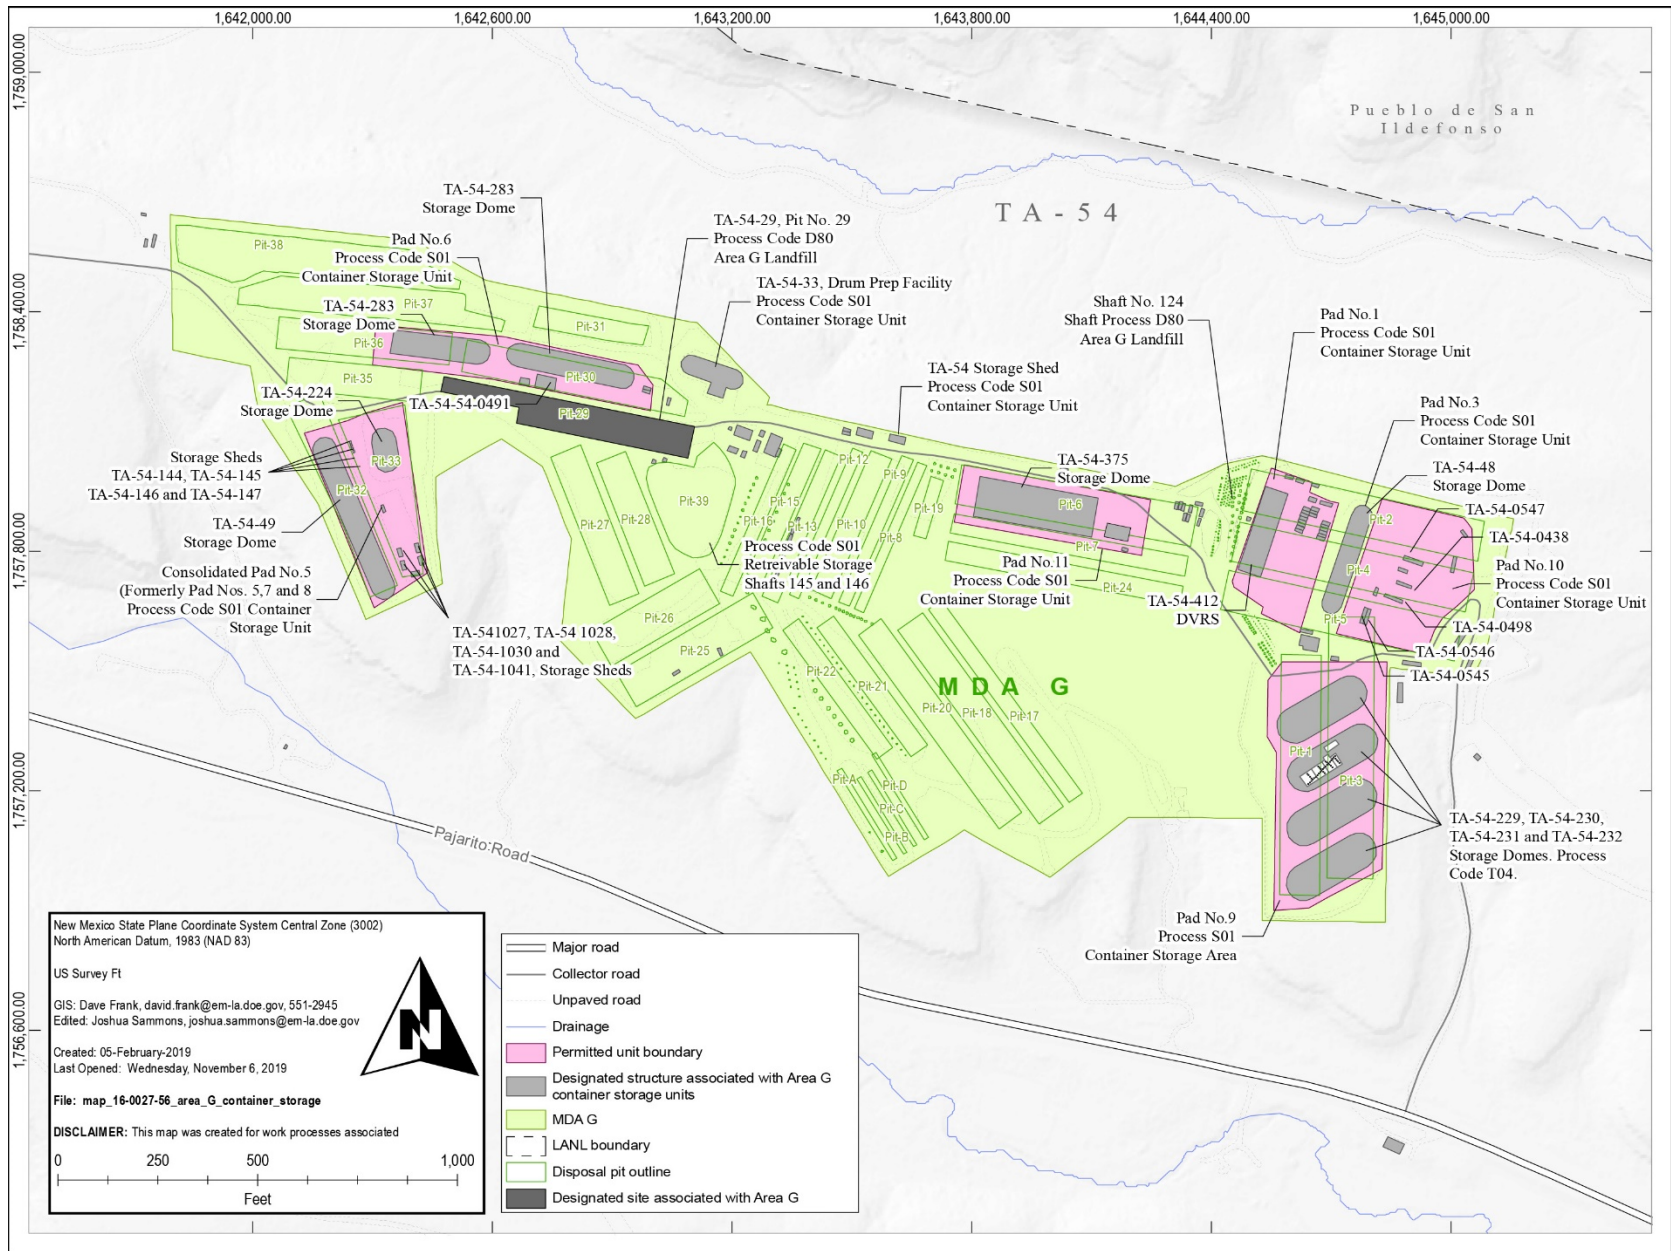 1,642,000.00
1,642,600.00
1,643,200.00
1,643,800.00
1,644,400.00
1,645,000.00
1,759,000.00
1,758,400.00
1,757,800.00
1,757,200.00
1,756,600.00
Pueblo de San
Ildefonso
TA-54
TA-54-283
Storage Dome
Pad No.6
Process Code S01
Container Storage Unit
TA-54-283
Storage Dome
TA-54-29, Pit No. 29
Process Code D80
Area G Landfill
TA-54-33, Drum Prep Facility
Process Code S01
Container Storage Unit
TA-54 Storage Shed
Process Code S01
Container Storage Unit
Shaft No. 124
Shaft Process D80
Area G Landfill
Pad No.1
Process Code S01
Container Storage Unit
Pad No.3
Process Code S01
Container Storage Unit
TA-54-48
Storage Dome
TA-54-0547
TA-54-0438
Pad No.10
Process Code S01
Container Storage Unit
TA-54-0498
TA-54-0546
TA-54-0545
TA-54-375
Storage Dome
Pad No.11
Process Code S01
Container Storage Unit
TA-54-412
DVRS
TA-54-224
Storage Dome
TA-54-54-0491
Storage Sheds
TA-54-144, TA-54-145
TA-54-146 and TA-54-147
TA-54-49
Storage Dome
Consolidated Pad No.5
(Formerly Pad Nos. 5,7 and 8
Process Code S01 Container
Storage Unit
TA-541027, TA-54 1028,
TA-54-1030 and
TA-54-1041, Storage Sheds
Process Code S01
Retreivable Storage
Shafts 145 and 146
TA-54-229, TA-54-230,
TA-54-231 and TA-54-232
Storage Domes. Process
Code T04.
Pad No.9
Process S01
Container Storage Area
MDA G
Pit-38
Pit-37
Pit-31
Pit-36
Pit-30
Pit-35
Pit-29
Pit-33
Pit-32
Pit-27
Pit-28
Pit-39
Pit-16
Pit-15
Pit-13
Pit-12
Pit-10
Pit-9
Pit-8
Pit-19
Pit-6
Pit-7
Pit-24
Pit-2
Pit-4
Pit-5
Pit-26
Pit-25
Pit-22
Pit-21
Pit-20
Pit-18
Pit-17
Pit-A
Pit-D
Pit-C
Pit-B
Pit-1
Pit-3
Pajarito Road
New Mexico State Plane Coordinate System Central Zone (3002)
North American Datum, 1983 (NAD 83)
US Survey Ft
GIS: Dave Frank, david.frank@em-la.doe.gov, 551-2945
Edited: Joshua Sammons, joshua.sammons@em-la.doe.gov
Created: 05-February-2019
Last Opened: Wednesday, November 6, 2019
File: map_16-0027-56_area_G_container_storage
DISCLAIMER: This map was created for work processes associated
N
0 250 500 1,000
Feet
Major road
Collector road
Unpaved road
Drainage
Permitted unit boundary
Designated structure associated with Area G
container storage units
MDA G
LANL boundary
Disposal pit outline
Designated site associated with Area G